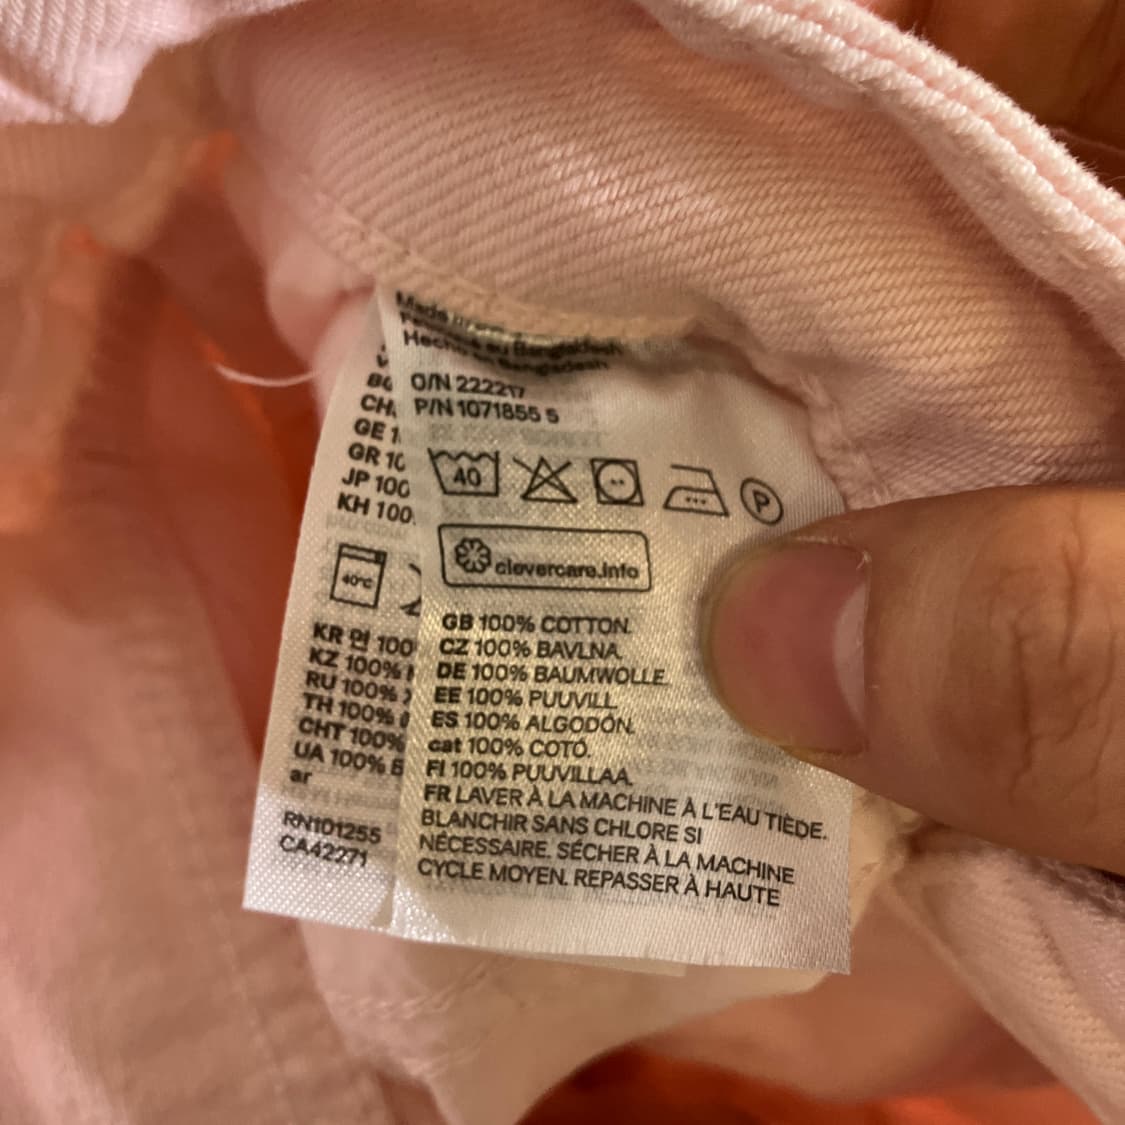 Made in
Hecho en Bangladesh
O/N 222217
P/N 1071855 S
40
P
clevercare.info
GB 100% COTTON.
CZ 100% BAVLNA.
DE 100% BAUMWOLLE.
EE 100% PUUVILL
ES 100% ALGODÓN.
cat 100% COTÓ.
FI 100% PUUVILLAA.
FR LAVER À LA MACHINE À L'EAU TIÈDE.
BLANCHIR SANS CHLORE SI
NÉCESSAIRE. SÉCHER À LA MACHINE
CYCLE MOYEN. REPASSER À HAUTE
GE
GR
JP 100
KH 100
40°C
KR 면 100
KZ 100%
RU 100%
TH 100%
CHT 100%
UA 100%
ar
RN101255
CA42271